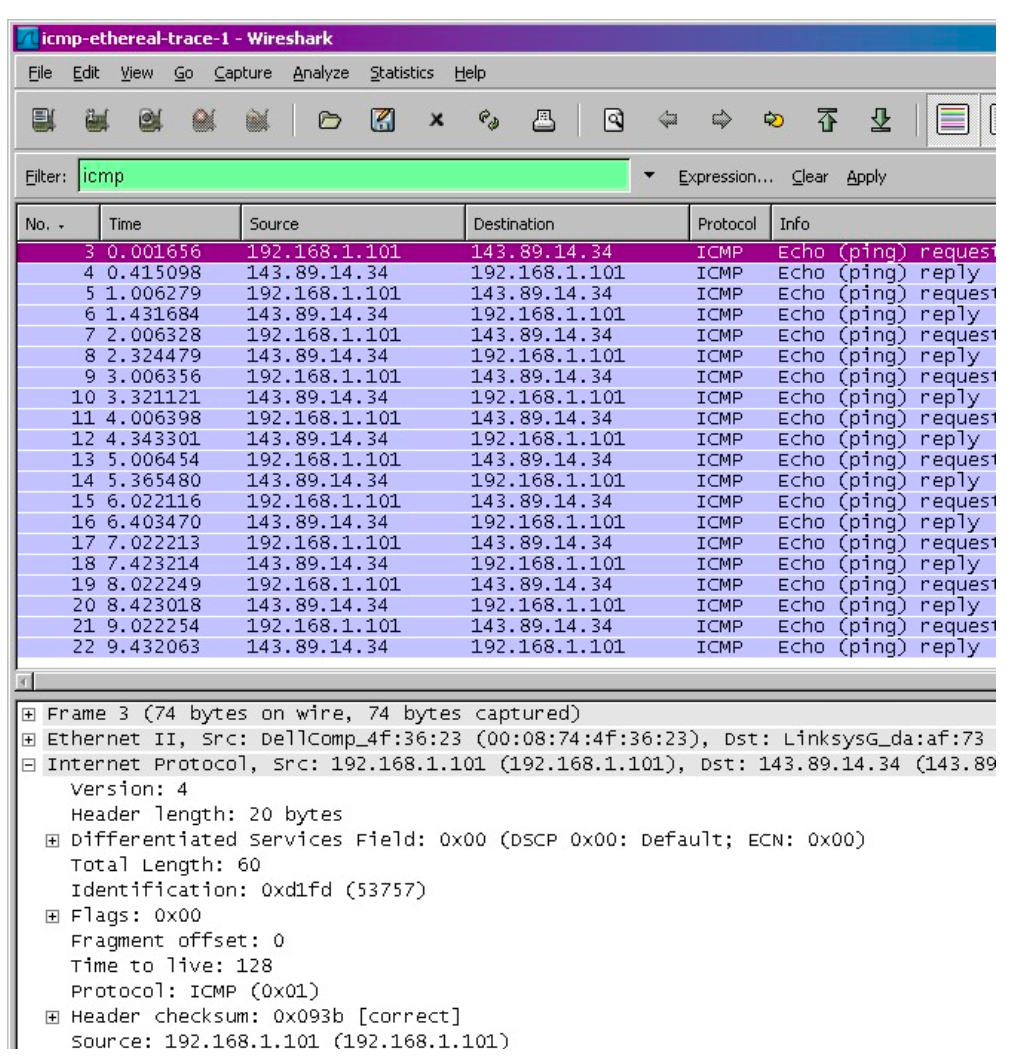 icmp-ethereal-trace-1 - Wireshark
File Edit View Go Capture Analyze Statistics Help
Filter: icmp Expression... Clear Apply
No. Time Source Destination Protocol Info
3 0.001656 192.168.1.101 143.89.14.34 ICMP Echo (ping) request
4 0.415098 143.89.14.34 192.168.1.101 ICMP Echo (ping) reply
5 1.006279 192.168.1.101 143.89.14.34 ICMP Echo (ping) request
6 1.431684 143.89.14.34 192.168.1.101 ICMP Echo (ping) reply
7 2.006328 192.168.1.101 143.89.14.34 ICMP Echo (ping) request
8 2.324479 143.89.14.34 192.168.1.101 ICMP Echo (ping) reply
9 3.006356 192.168.1.101 143.89.14.34 ICMP Echo (ping) request
10 3.321121 143.89.14.34 192.168.1.101 ICMP Echo (ping) reply
11 4.006398 192.168.1.101 143.89.14.34 ICMP Echo (ping) request
12 4.343301 143.89.14.34 192.168.1.101 ICMP Echo (ping) reply
13 5.006454 192.168.1.101 143.89.14.34 ICMP Echo (ping) request
14 5.365480 143.89.14.34 192.168.1.101 ICMP Echo (ping) reply
15 6.022116 192.168.1.101 143.89.14.34 ICMP Echo (ping) request
16 6.403470 143.89.14.34 192.168.1.101 ICMP Echo (ping) reply
17 7.022213 192.168.1.101 143.89.14.34 ICMP Echo (ping) request
18 7.423214 143.89.14.34 192.168.1.101 ICMP Echo (ping) reply
19 8.022249 192.168.1.101 143.89.14.34 ICMP Echo (ping) request
20 8.423018 143.89.14.34 192.168.1.101 ICMP Echo (ping) reply
21 9.022254 192.168.1.101 143.89.14.34 ICMP Echo (ping) request
22 9.432063 143.89.14.34 192.168.1.101 ICMP Echo (ping) reply
Frame 3 (74 bytes on wire, 74 bytes captured)
Ethernet II, Src: DellComp_4f:36:23 (00:08:74:4f:36:23), Dst: LinksysG_da:af:73
Internet Protocol, Src: 192.168.1.101 (192.168.1.101), Dst: 143.89.14.34 (143.89
Version: 4
Header length: 20 bytes
Differentiated Services Field: 0x00 (DSCP 0x00: Default; ECN: 0x00)
Total Length: 60
Identification: 0xd1fd (53757)
Flags: 0x00
Fragment offset: 0
Time to live: 128
Protocol: ICMP (0x01)
Header checksum: 0x093b [correct]
Source: 192.168.1.101 (192.168.1.101)